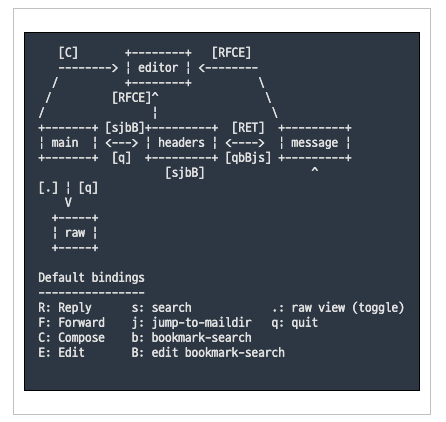 [C] +--------+ [RFCE]
--------> ¦ editor ¦ <--------
/ +--------+ \
/ [RFCE]^ \
/ ¦ \
+-------+ [sjbB]+---------+ [RET] +---------+
¦ main ¦ <---> ¦ headers ¦ <----> ¦ message ¦
+-------+ [q] +---------+ [qbBjs] +---------+
[sjbB] ^
[.] ¦ [q]
V
+-----+
¦ raw ¦
+-----+
Default bindings
----------------
R: Reply s: search .: raw view (toggle)
F: Forward j: jump-to-maildir q: quit
C: Compose b: bookmark-search
E: Edit B: edit bookmark-search